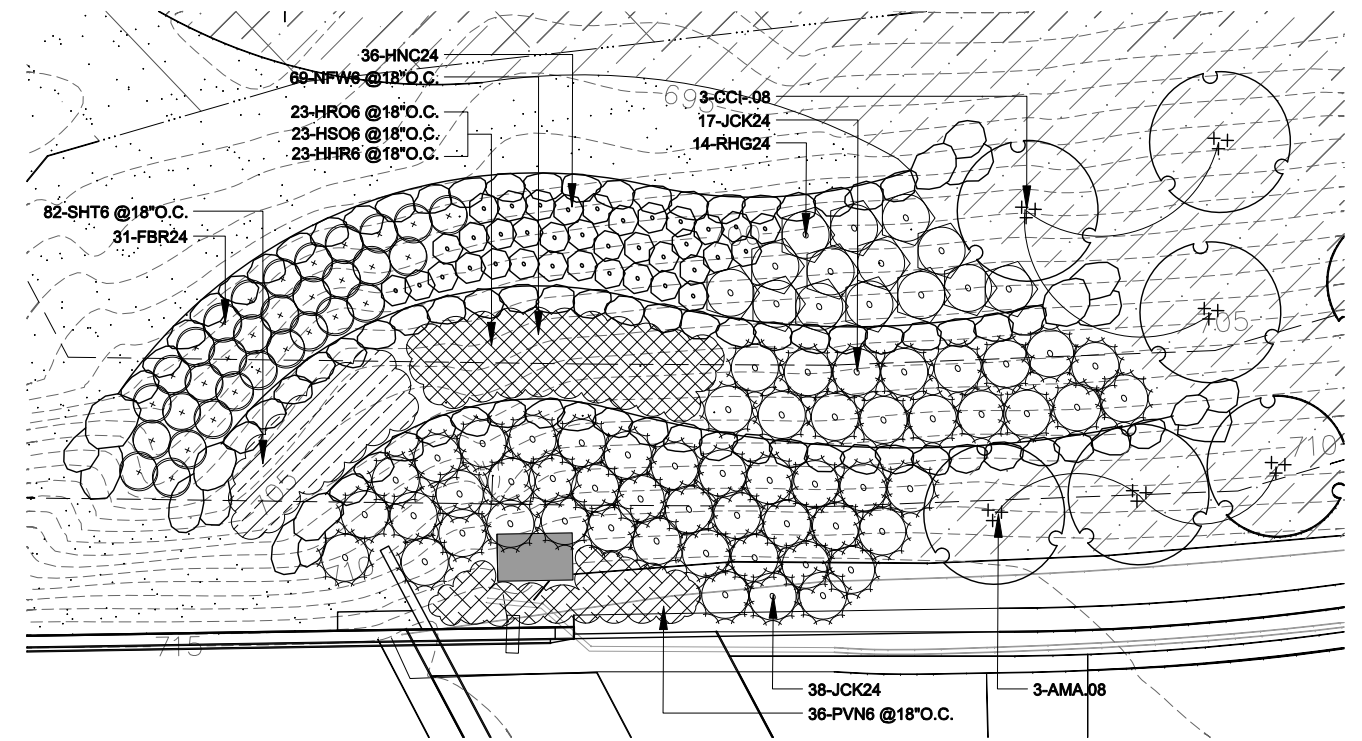 36-HNC24
69-NFW6 @18"O.C.
695
3-CCI-.08
23-HRO6 @18"O.C.
17-JCK24
23-HSO6 @18"O.C.
14-RHG24
23-HHR6 @18"O.C.
82-SHT6 @18"O.C.
31-FBR24
705
710
705
710
715
38-JCK24
3-AMA.08
36-PVN6 @18"O.C.